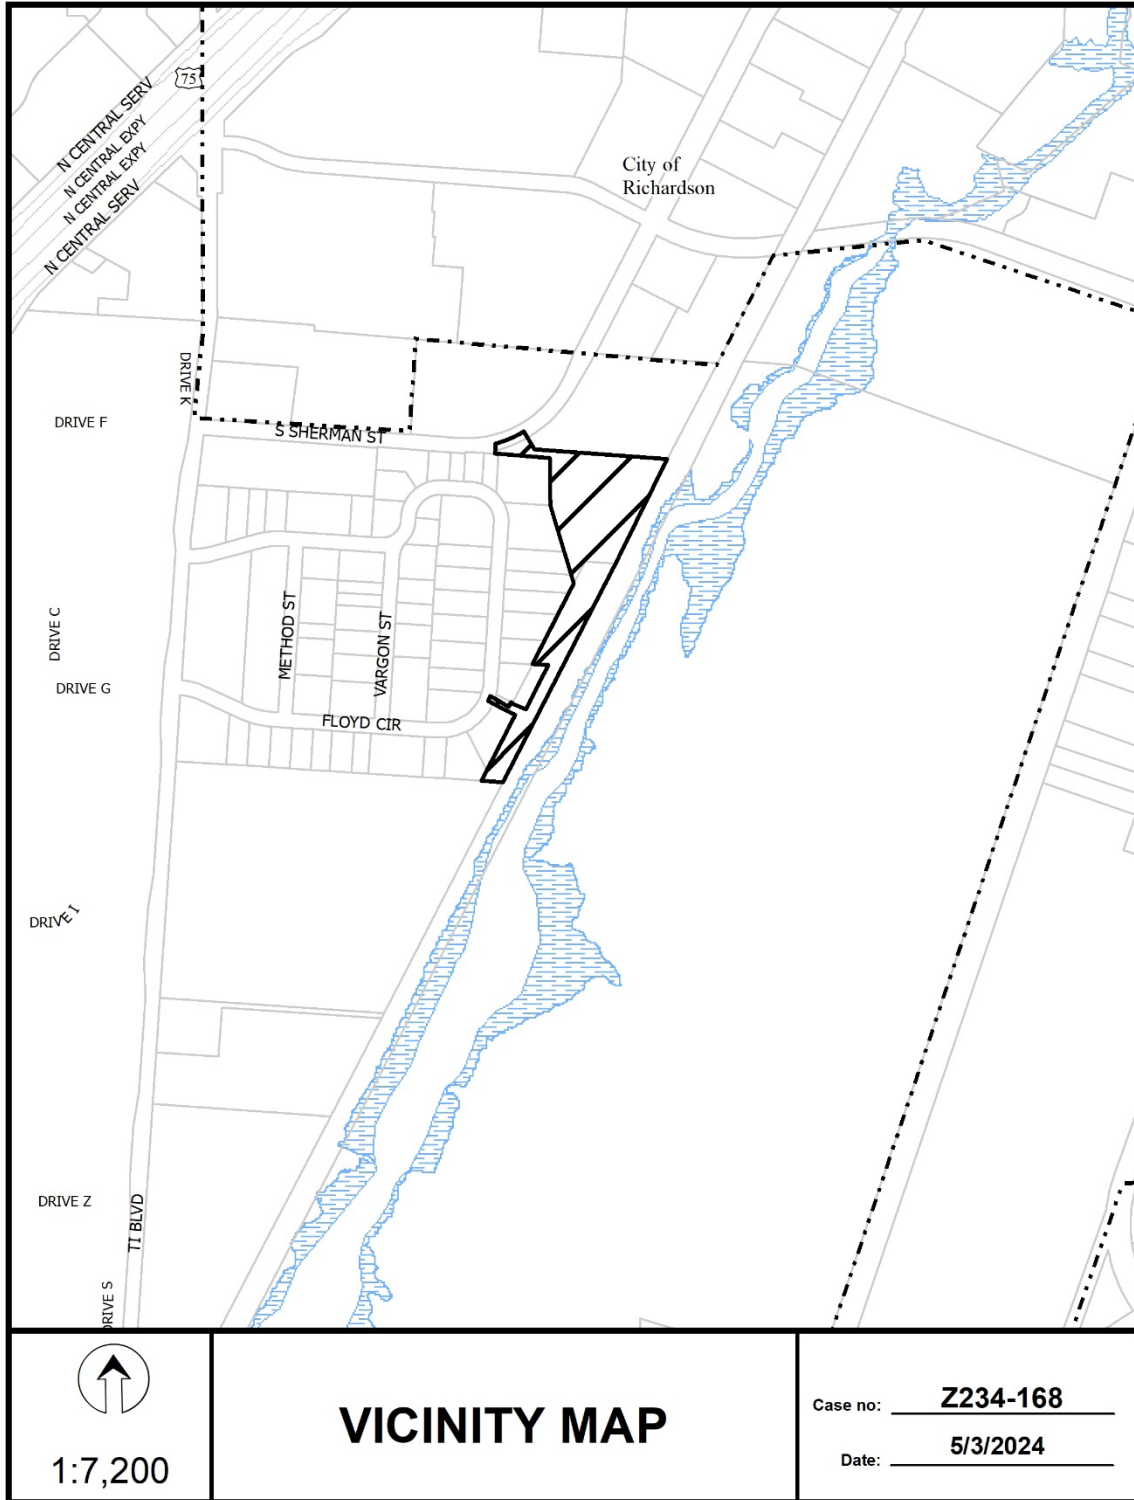 75
N CENTRAL SERV
N CENTRAL EXPY
N CENTRAL EXPY
N CENTRAL SERV
City of
Richardson
DRIVE K
DRIVE F
S SHERMAN ST
DRIVE C
METHOD ST
VARGON ST
DRIVE G
FLOYD CIR
DRIVE I
DRIVE Z
TI BLVD
DRIVE S
1:7,200
VICINITY MAP
Case no: Z234-168
Date: 5/3/2024